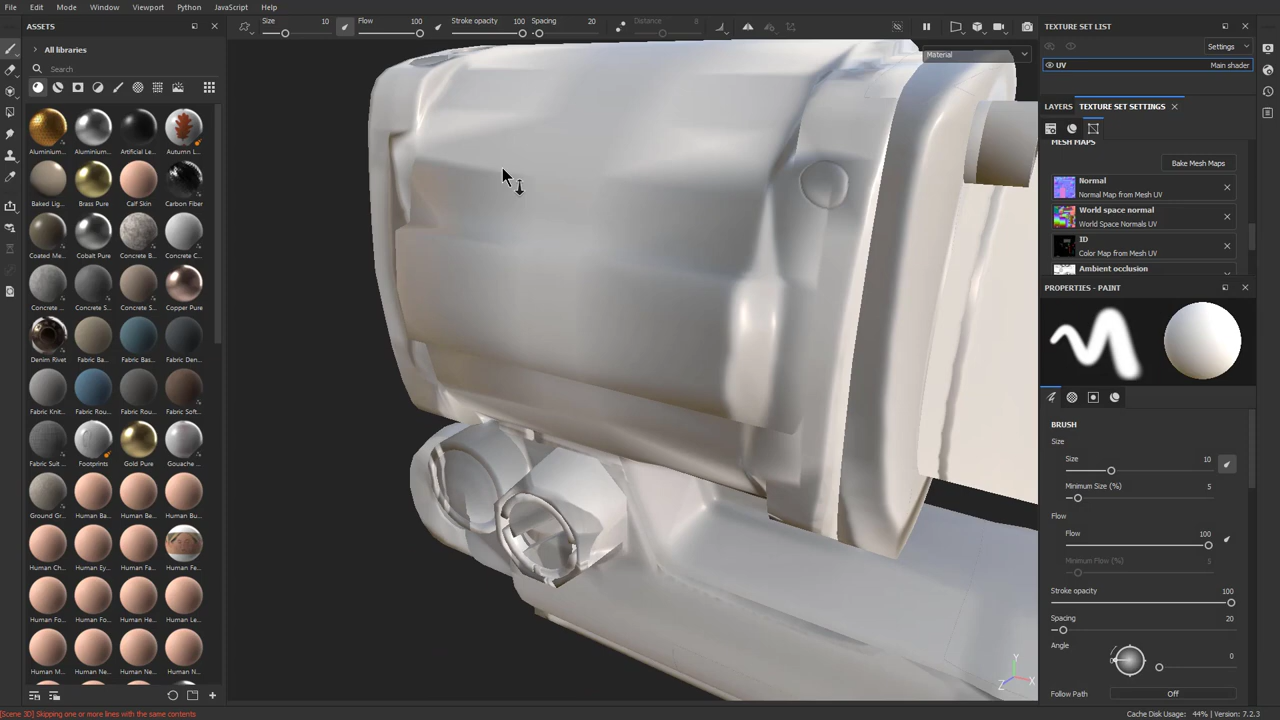 File Edit Mode Window Viewport Python JavaScript Help
ASSETS
Size 10 Flow 100 Stroke opacity 100 Spacing 20 Distance 8
All libraries
Search
Aluminium... Aluminium... Artificial Le... Autumn L...
Baked Lig... Brass Pure Calf Skin Carbon Fiber
Coated Me... Cobalt Pure Concrete B... Concrete C...
Concrete ... Concrete S... Concrete S... Copper Pure
Denim Rivet Fabric Ba... Fabric Bas... Fabric Den...
Fabric Knit... Fabric Rou... Fabric Rou... Fabric Soft...
Fabric Suit ... Footprints Gold Pure Gouache ...
Ground Gr... Human Ba... Human Be... Human Bu...
Human Ch... Human Ey... Human Fa... Human Fe...
Human Fo... Human Fo... Human He... Human Le...
Human M... Human Ne... Human Ne... Human N...
Material
Y
X
Z
TEXTURE SET LIST
Settings
UV Main shader
LAYERS TEXTURE SET SETTINGS
MESH MAPS
Bake Mesh Maps
Normal
Normal Map from Mesh UV
World space normal
World Space Normals UV
ID
Color Map from Mesh UV
Ambient occlusion
PROPERTIES - PAINT
BRUSH
Size
Size 10
Minimum Size (%) 5
Flow
Flow 100
Minimum Flow (%) 5
Stroke opacity 100
Spacing 20
Angle 0
Follow Path Off
[Scene 3D] Skipping one or more lines with the same contents
Cache Disk Usage: 44% | Version: 7.2.3